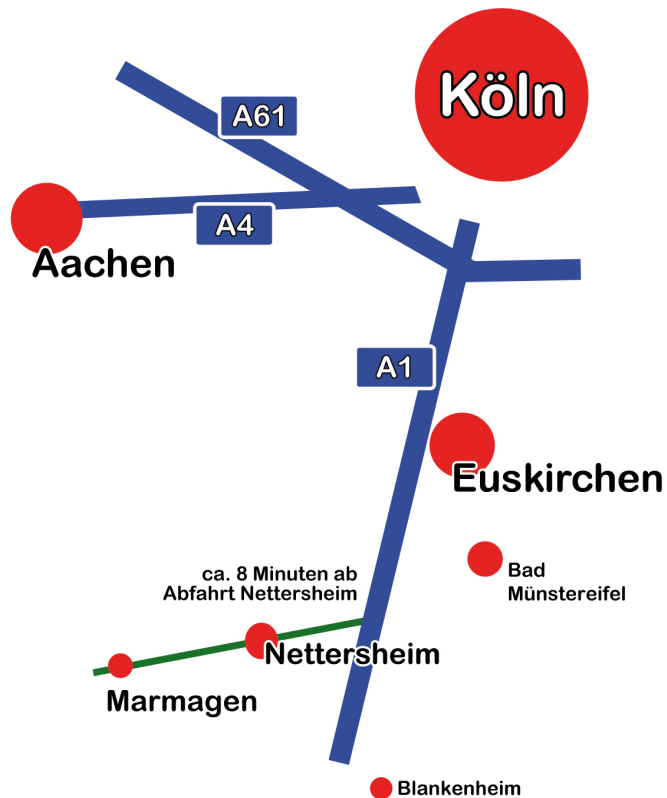 Köln
A61
A4
Aachen
A1
Euskirchen
ca. 8 Minuten ab
Abfahrt Nettersheim
Bad
Münstereifel
Nettersheim
Marmagen
Blankenheim